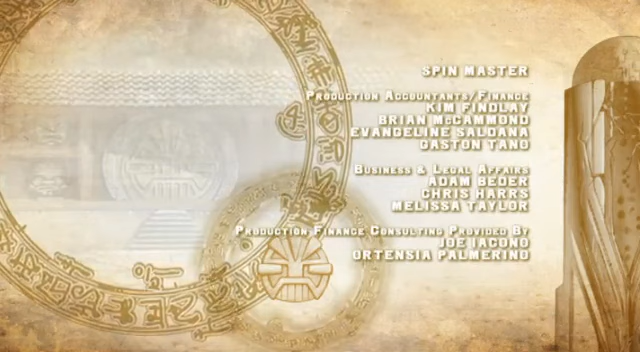 SPIN MASTER
PRODUCTION ACCOUNTANTS/FINANCE
KIM FINDLAY
BRIAN McCAMMOND
EVANGELINE SALDANA
GASTON TANO
BUSINESS & LEGAL AFFAIRS
ADAM BEDER
CHRIS HARRS
MELISSA TAYLOR
PRODUCTION FINANCE CONSULTING PROVIDED BY
JOE IACONO
ORTENSIA PALMERINO